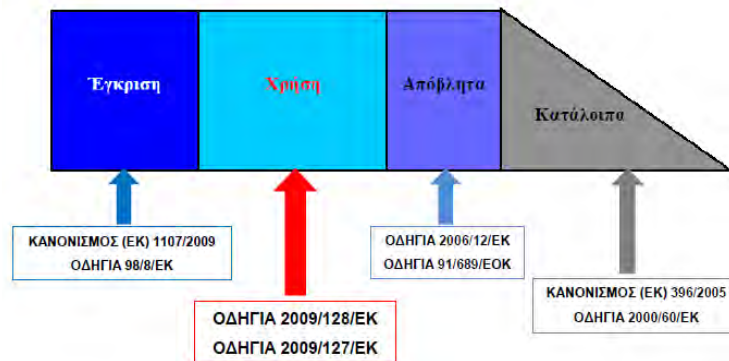 Έγκριση
Χρήση
Απόβλητα
Κατάλοιπα
ΚΑΝΟΝΙΣΜΟΣ (ΕΚ) 1107/2009
ΟΔΗΓΙΑ 98/8/ΕΚ
ΟΔΗΓΙΑ 2009/128/ΕΚ
ΟΔΗΓΙΑ 2009/127/ΕΚ
ΟΔΗΓΙΑ 2006/12/ΕΚ
ΟΔΗΓΙΑ 91/689/ΕΟΚ
ΚΑΝΟΝΙΣΜΟΣ (ΕΚ) 396/2005
ΟΔΗΓΙΑ 2000/60/ΕΚ